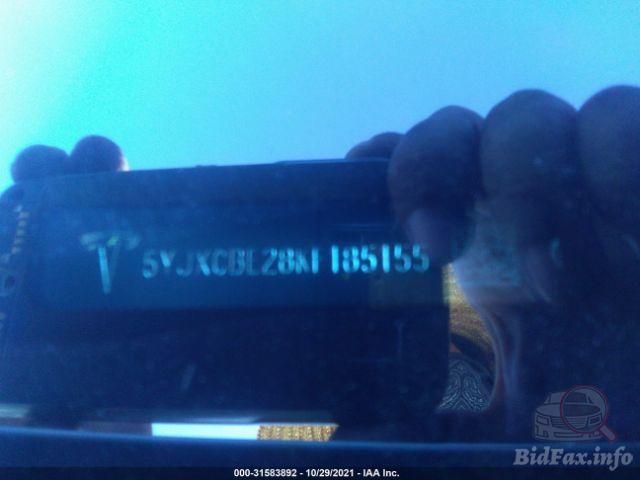 5YJXCBE28KF185155
000-31583892 - 10/29/2021 - IAA Inc.
BidFax.info